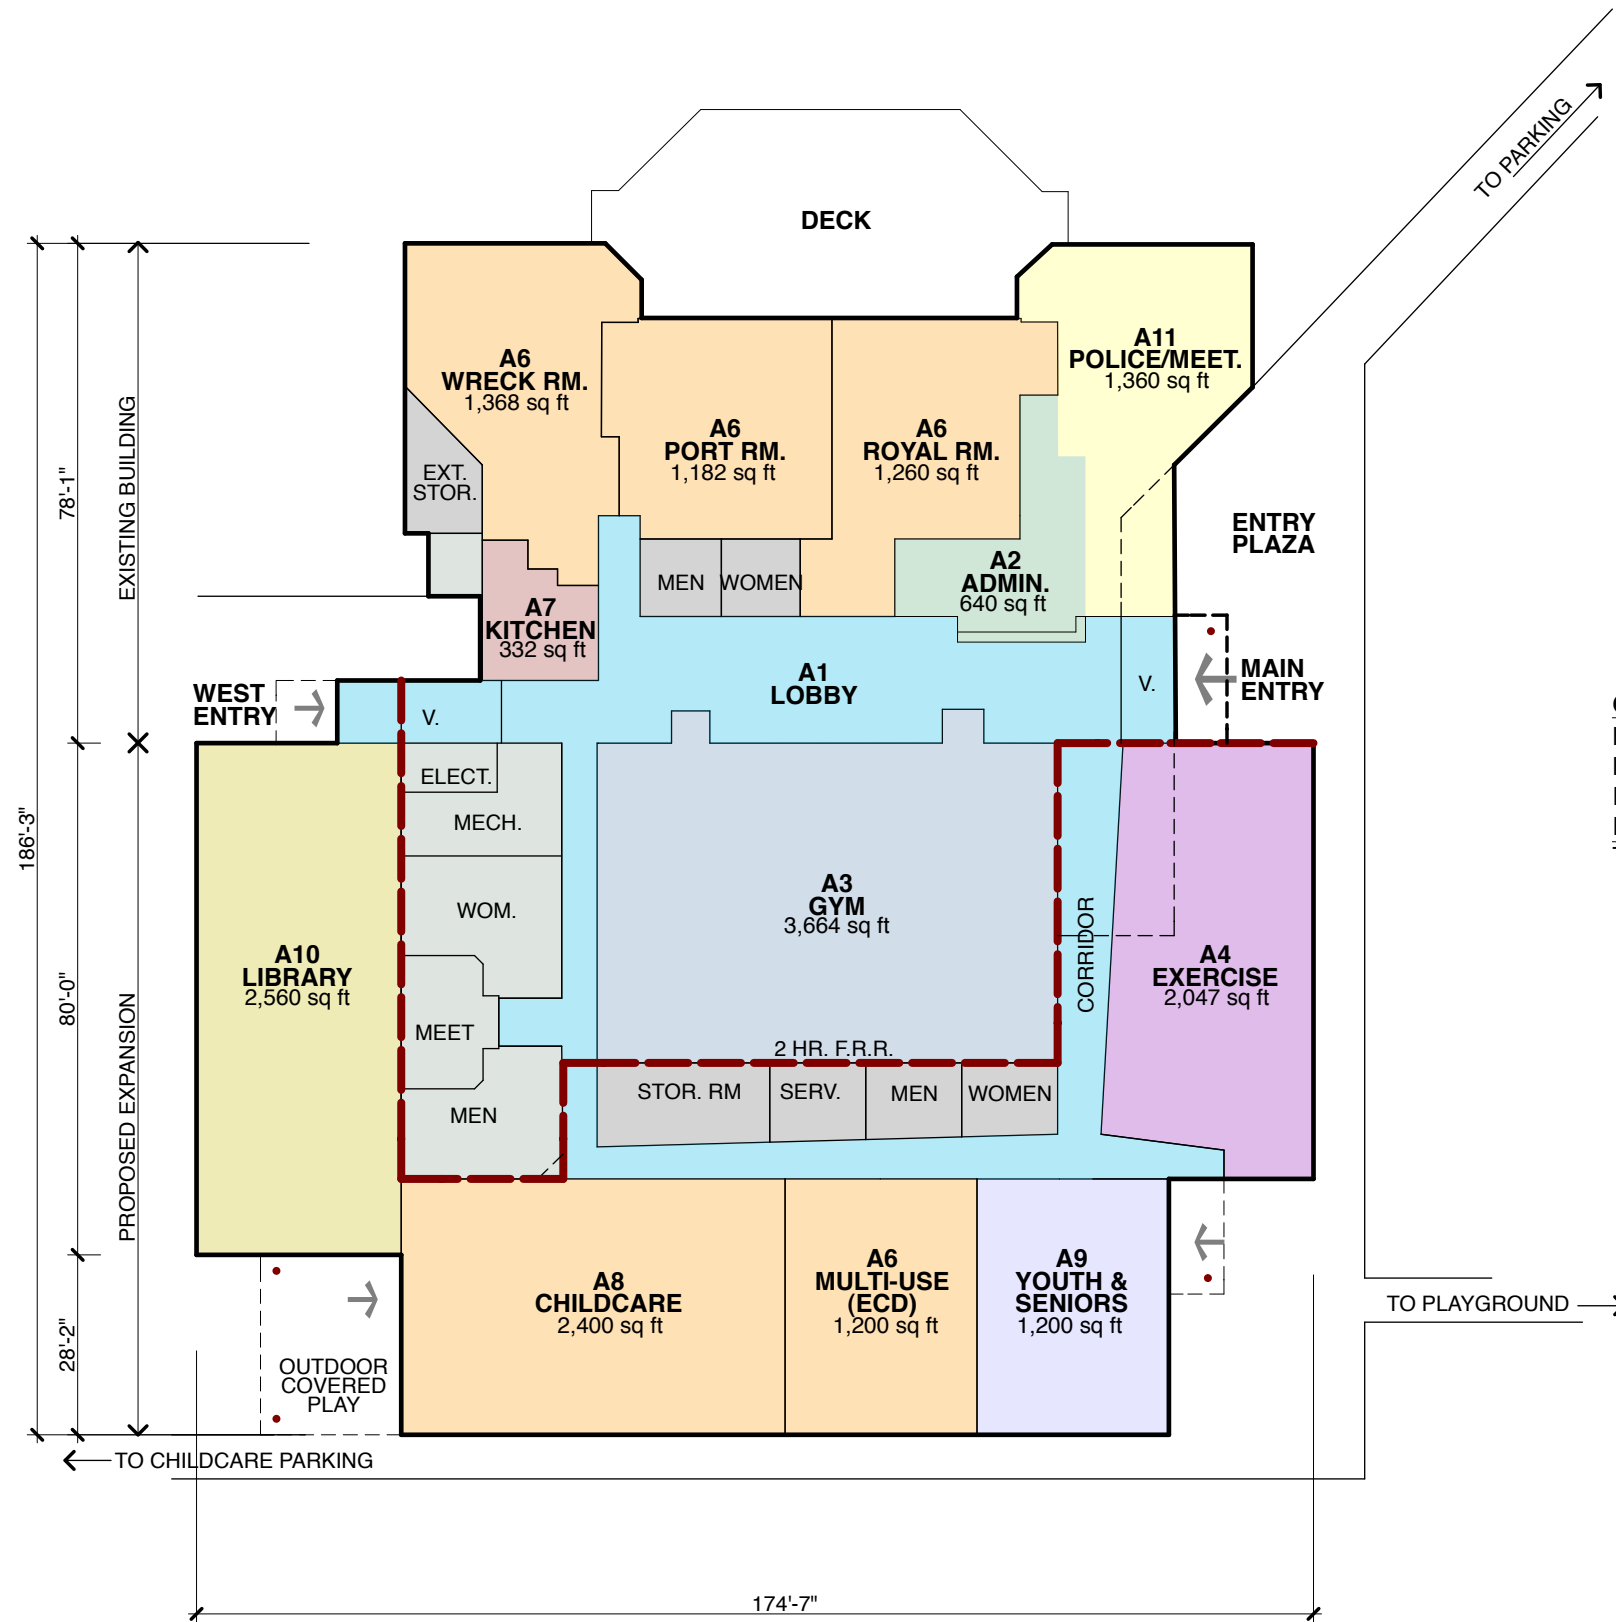 TO PARKING
DECK
A6
WRECK RM.
1,368 sq ft
A11
POLICE/MEET.
1,360 sq ft
A6
PORT RM.
1,182 sq ft
A6
ROYAL RM.
1,260 sq ft
EXT.
STOR.
78'-1"
EXISTING BUILDING
ENTRY
PLAZA
MEN
WOMEN
A2
ADMIN.
640 sq ft
A7
KITCHEN
332 sq ft
A1
LOBBY
WEST
ENTRY
V.
V.
MAIN
ENTRY
ELECT.
MECH.
186'-3"
WOM.
A3
GYM
3,664 sq ft
CORRIDOR
A10
LIBRARY
2,560 sq ft
A4
EXERCISE
2,047 sq ft
80'-0"
MEET
2 HR. F.R.R.
PROPOSED EXPANSION
STOR. RM
SERV.
MEN
WOMEN
MEN
A8
CHILDCARE
2,400 sq ft
A6
MULTI-USE
(ECD)
1,200 sq ft
A9
YOUTH &
SENIORS
1,200 sq ft
TO PLAYGROUND
28'-2"
OUTDOOR
COVERED
PLAY
TO CHILDCARE PARKING
174'-7"